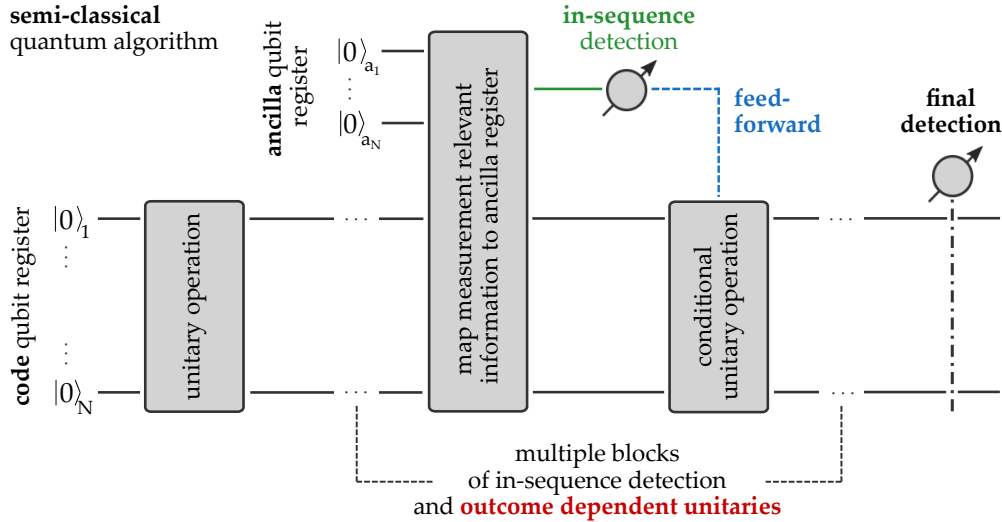 semi-classical
quantum algorithm
ancilla qubit
register
|0⟩a₁
⋮
|0⟩a_N
map measurement relevant
information to ancilla register
in-sequence
detection
feed-
forward
final
detection
code qubit register
|0⟩₁
⋮
⋮
|0⟩_N
unitary operation
...
...
conditional
unitary operation
...
...
multiple blocks
of in-sequence detection
and outcome dependent unitaries